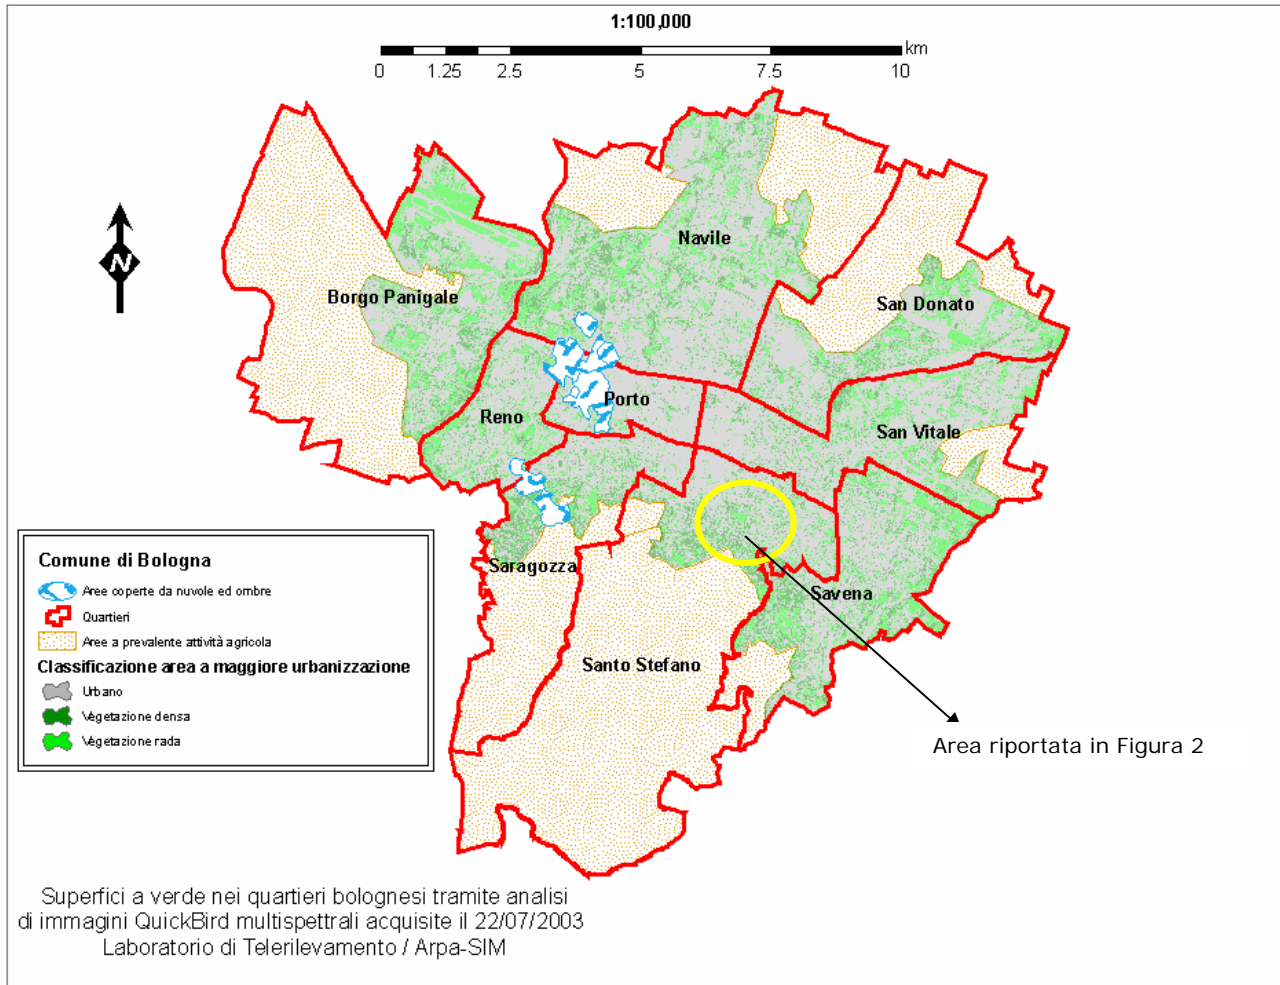 1:100,000
km
0 1.25 2.5 5 7.5 10
N
Navile
Borgo Panigale
San Donato
Porto
Reno
San Vitale
Saragozza
Savena
Santo Stefano
Area riportata in Figura 2
Comune di Bologna
Aree coperte da nuvole ed ombre
Quartieri
Aree a prevalente attività agricola
Classificazione area a maggiore urbanizzazione
Urbano
Vegetazione densa
Vegetazione rada
Superfici a verde nei quartieri bolognesi tramite analisi
di immagini QuickBird multispettrali acquisite il 22/07/2003
Laboratorio di Telerilevamento / Arpa-SIM